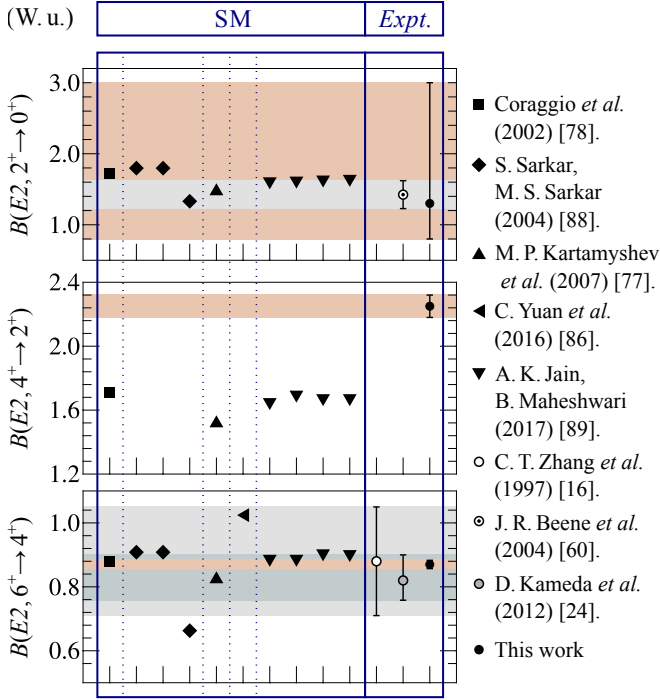 (W. u.)
SM
Expt.
B(E2, 2⁺→0⁺)
3.0
2.0
1.0
B(E2, 4⁺→2⁺)
2.4
2.0
1.6
1.2
B(E2, 6⁺→4⁺)
1.0
0.8
0.6
Coraggio et al.
(2002) [78].
S. Sarkar,
M. S. Sarkar
(2004) [88].
M. P. Kartamyshev
et al. (2007) [77].
C. Yuan et al.
(2016) [86].
A. K. Jain,
B. Maheshwari
(2017) [89].
C. T. Zhang et al.
(1997) [16].
J. R. Beene et al.
(2004) [60].
D. Kameda et al.
(2012) [24].
This work